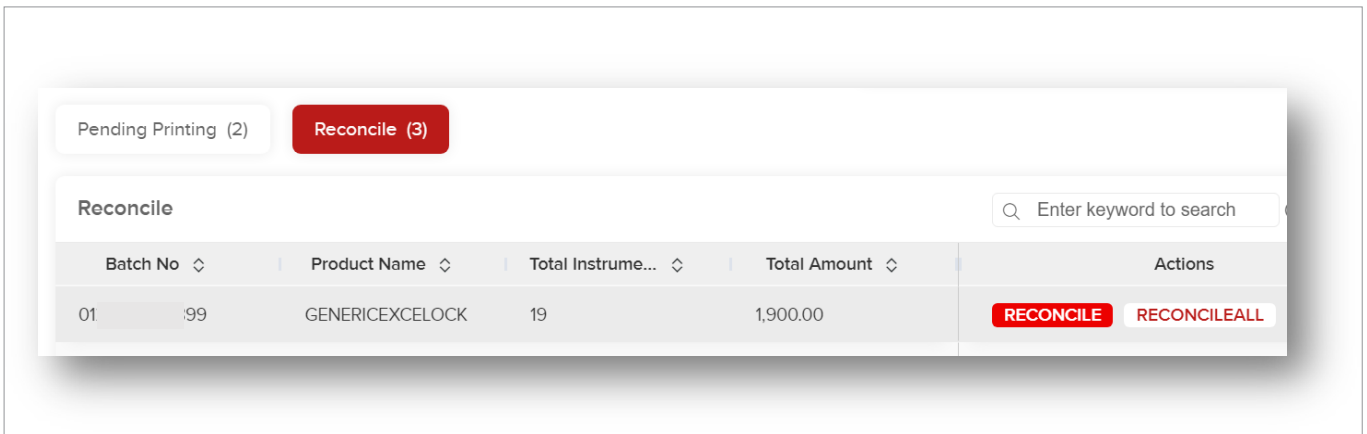 Pending Printing (2) Reconcile (3)
Reconcile Enter keyword to search
Batch No Product Name Total Instrume... Total Amount Actions
01 99 GENERICEXCELOCK 19 1,900.00 RECONCILE RECONCILEALL